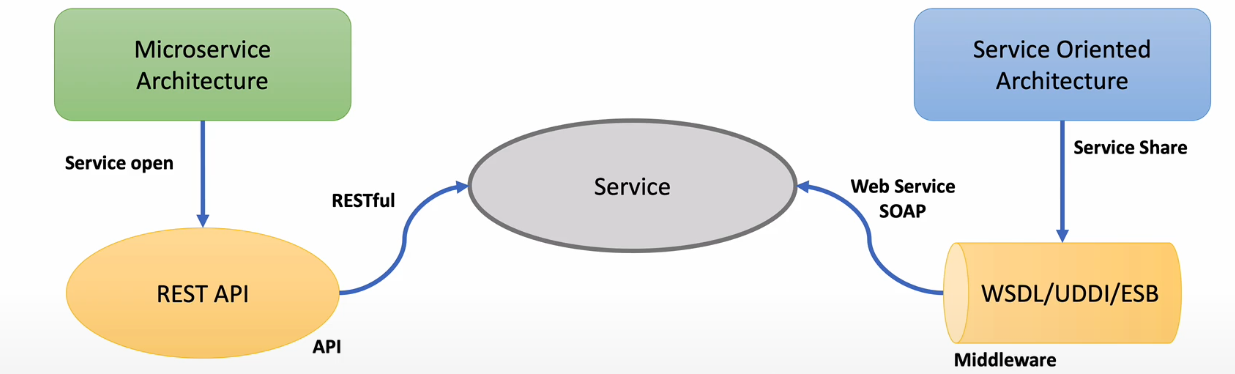 Microservice
Architecture
Service Oriented
Architecture
Service open
Service Share
RESTful
Service
Web Service
SOAP
REST API
WSDL/UDDI/ESB
API
Middleware